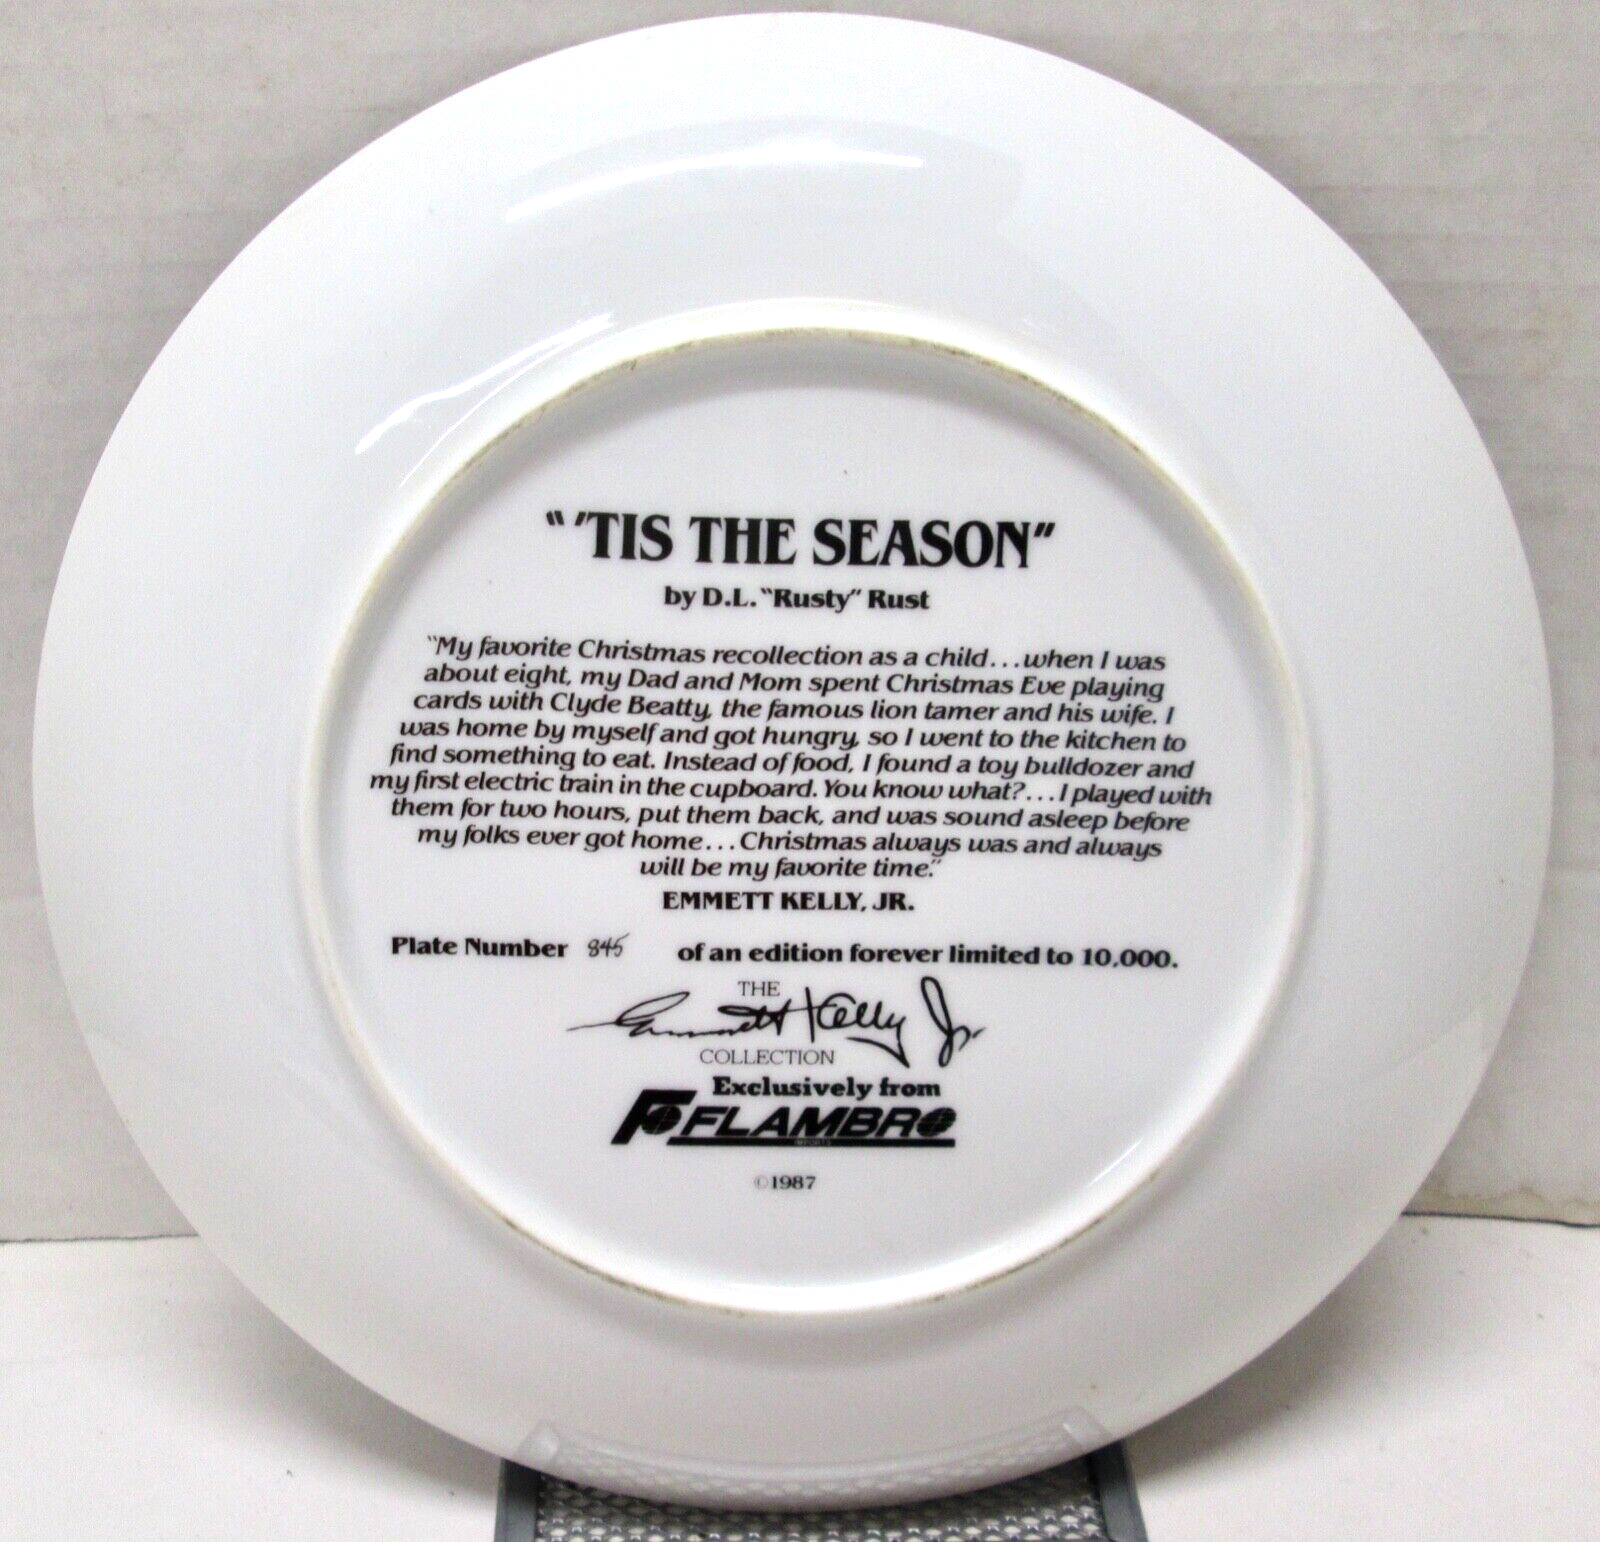 “ ’TIS THE SEASON”
by D.L. “Rusty” Rust
“My favorite Christmas recollection as a child...when I was
about eight, my Dad and Mom spent Christmas Eve playing
cards with Clyde Beatty, the famous lion tamer and his wife. I
was home by myself and got hungry, so I went to the kitchen to
find something to eat. Instead of food, I found a toy bulldozer and
my first electric train in the cupboard. You know what?...I played with
them for two hours, put them back, and was sound asleep before
my folks ever got home...Christmas always was and always
will be my favorite time.”
EMMETT KELLY, JR.
Plate Number 845 of an edition forever limited to 10,000.
THE
Emmett Kelly Jr.
COLLECTION
Exclusively from
FLAMBRO
IMPORTS
©1987